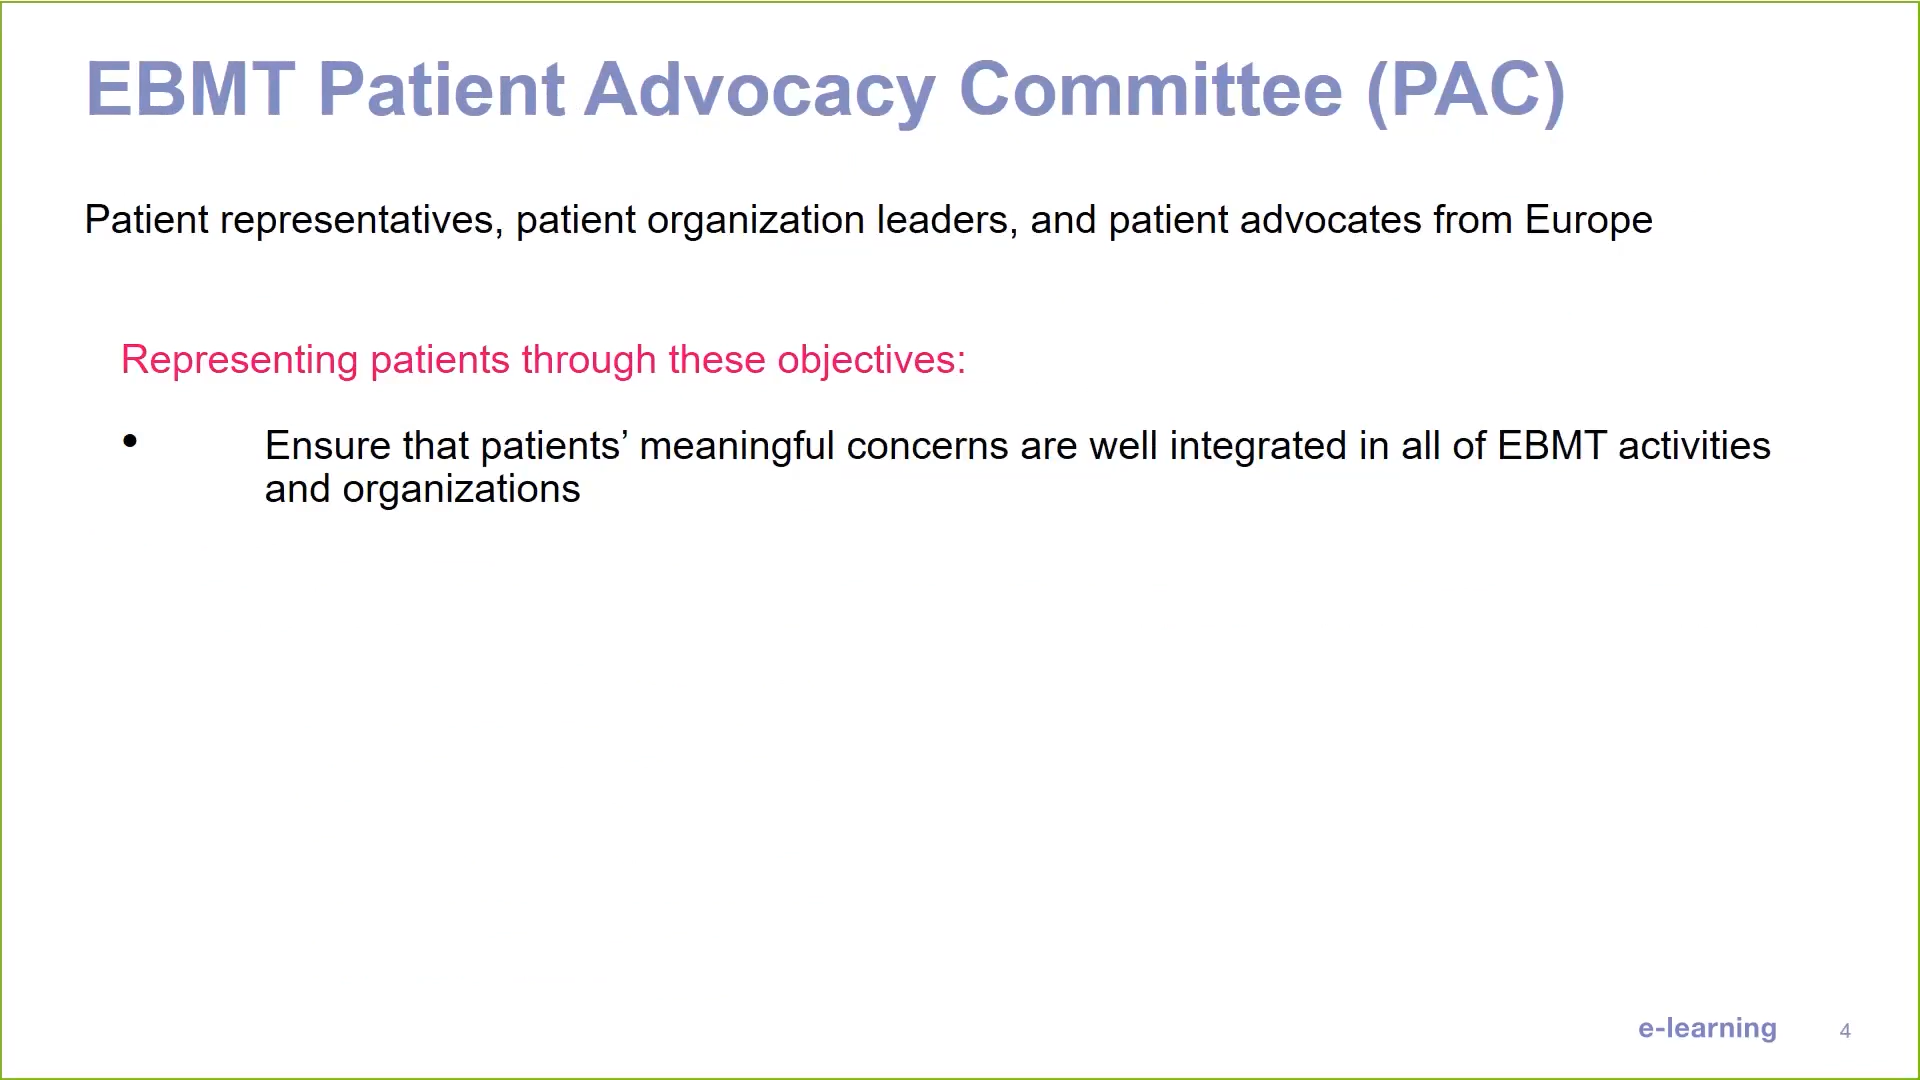 EBMT Patient Advocacy Committee (PAC)
Patient representatives, patient organization leaders, and patient advocates from Europe
Representing patients through these objectives:
• Ensure that patients’ meaningful concerns are well integrated in all of EBMT activities
and organizations
e-learning 4